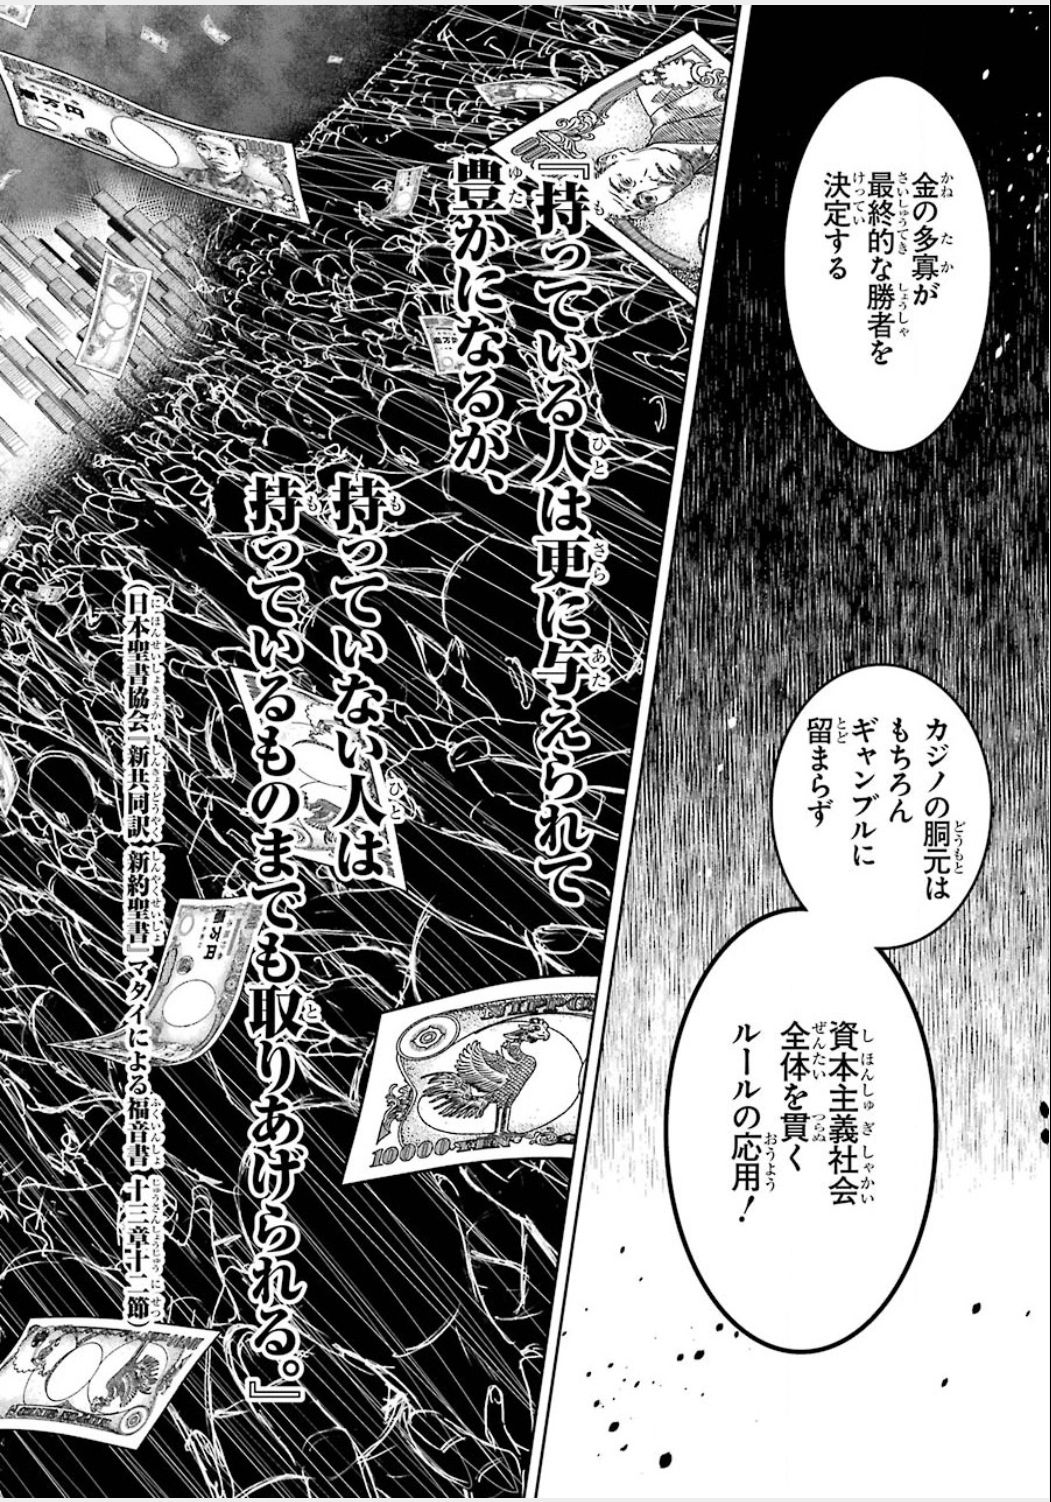 金の多寡が
最終的な勝者を
決定する
カジノの胴元は
もちろん
ギャンブルに
留まらず
資本主義社会
全体を貫く
ルールの応用！
『持っている人は更に与えられて
豊かになるが、
持っていない人は
持っているものまでも取りあげられる。』
(日本聖書協会『新共同訳 新約聖書』マタイによる福音書 十三章十二節)
10000 YEN
壱万円